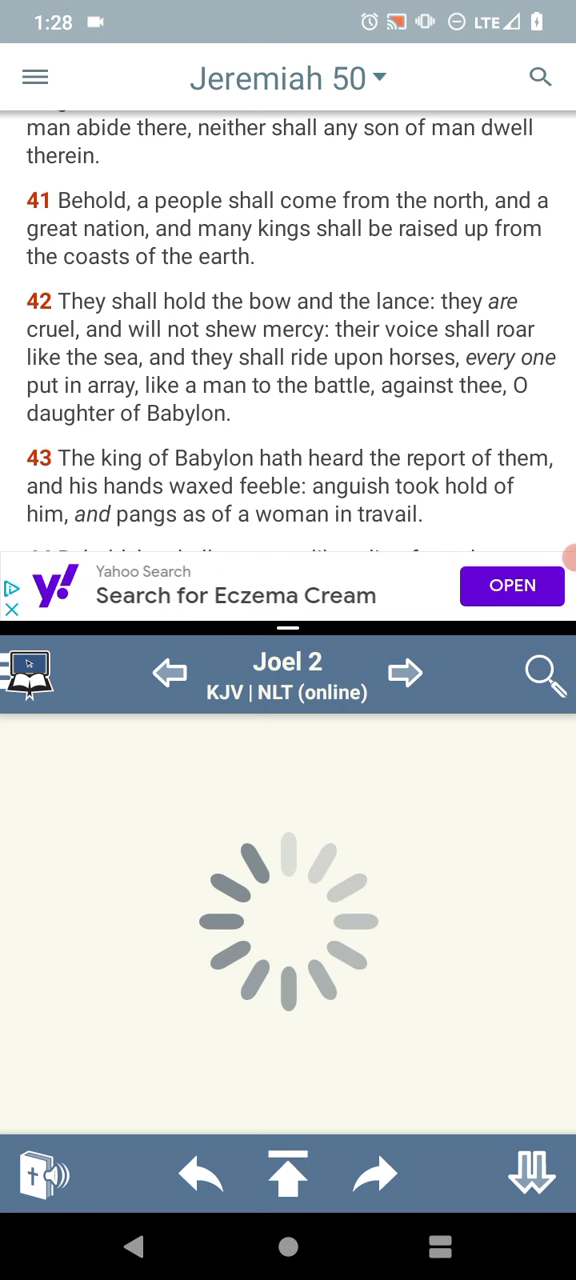 1:28
LTE
Jeremiah 50
man abide there, neither shall any son of man dwell
therein.
41 Behold, a people shall come from the north, and a
great nation, and many kings shall be raised up from
the coasts of the earth.
42 They shall hold the bow and the lance: they are
cruel, and will not shew mercy: their voice shall roar
like the sea, and they shall ride upon horses, every one
put in array, like a man to the battle, against thee, O
daughter of Babylon.
43 The king of Babylon hath heard the report of them,
and his hands waxed feeble: anguish took hold of
him, and pangs as of a woman in travail.
y!
Yahoo Search
Search for Eczema Cream
OPEN
Joel 2
KJV | NLT (online)